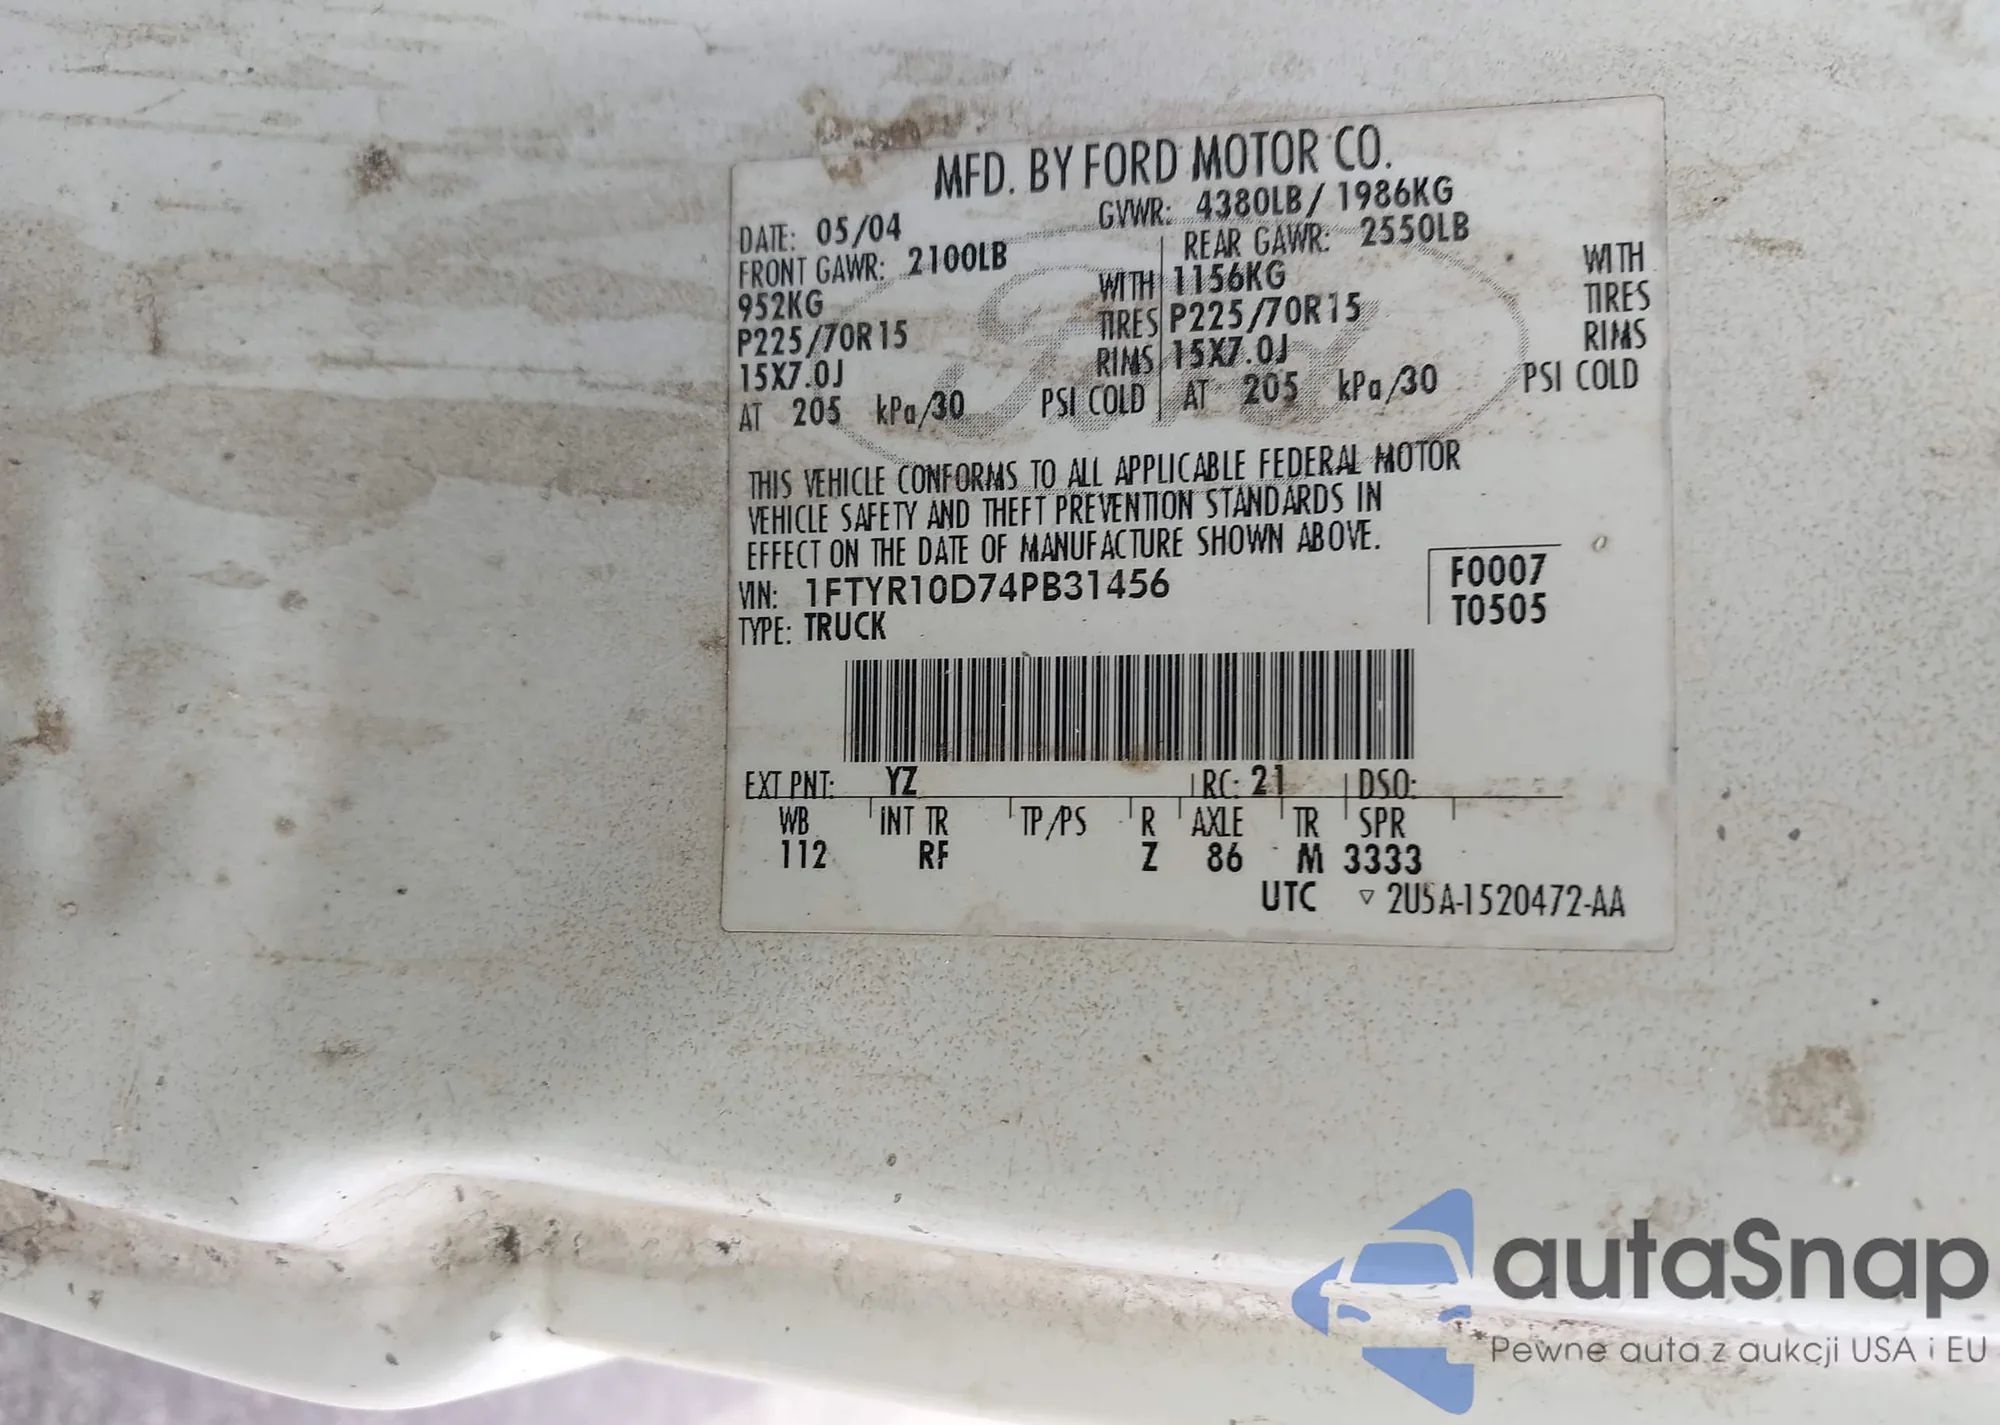 MFD. BY FORD MOTOR CO.
DATE: 05/04 GVWR: 4380LB/ 1986KG
FRONT GAWR: 2100LB REAR GAWR: 2550LB
952KG WITH 1156KG WITH
P225/70R15 TIRES P225/70R15 TIRES
15X7.0J RIMS 15X7.0J RIMS
AT 205 kPa/30 PSI COLD AT 205 kPa/30 PSI COLD
THIS VEHICLE CONFORMS TO ALL APPLICABLE FEDERAL MOTOR
VEHICLE SAFETY AND THEFT PREVENTION STANDARDS IN
EFFECT ON THE DATE OF MANUFACTURE SHOWN ABOVE.
VIN: 1FTYR10D74PB31456 F0007
TYPE: TRUCK T0505
EXT PNT: YZ RC: 21 DSO:
WB INT TR TP/PS R AXLE TR SPR
112 RF Z 86 M 3333
UTC ▽ 2U5A-1520472-AA
autaSnap
Pewne auta z aukcji USA i EU